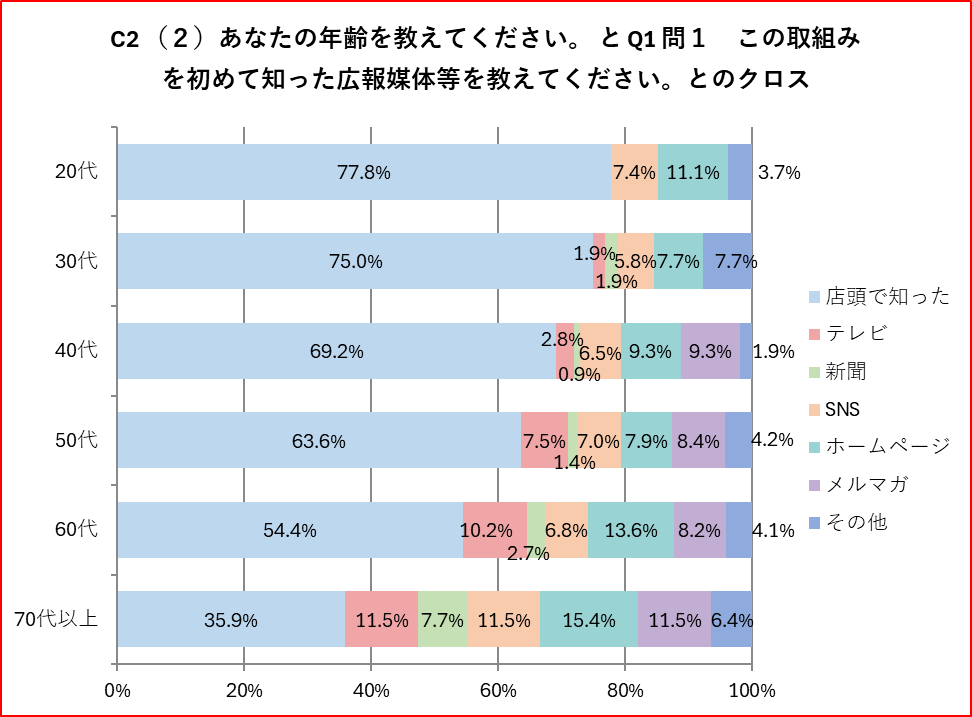 C2 （２）あなたの年齢を教えてください。 と Q1 問１　この取組み
を初めて知った広報媒体等を教えてください。とのクロス
20代
77.8%
7.4%
11.1%
3.7%
30代
75.0%
1.9%
1.9%
5.8%
7.7%
7.7%
40代
69.2%
2.8%
0.9%
6.5%
9.3%
9.3%
1.9%
50代
63.6%
7.5%
1.4%
7.0%
7.9%
8.4%
4.2%
60代
54.4%
10.2%
2.7%
6.8%
13.6%
8.2%
4.1%
70代以上
35.9%
11.5%
7.7%
11.5%
15.4%
11.5%
6.4%
0%
20%
40%
60%
80%
100%
店頭で知った
テレビ
新聞
SNS
ホームページ
メルマガ
その他